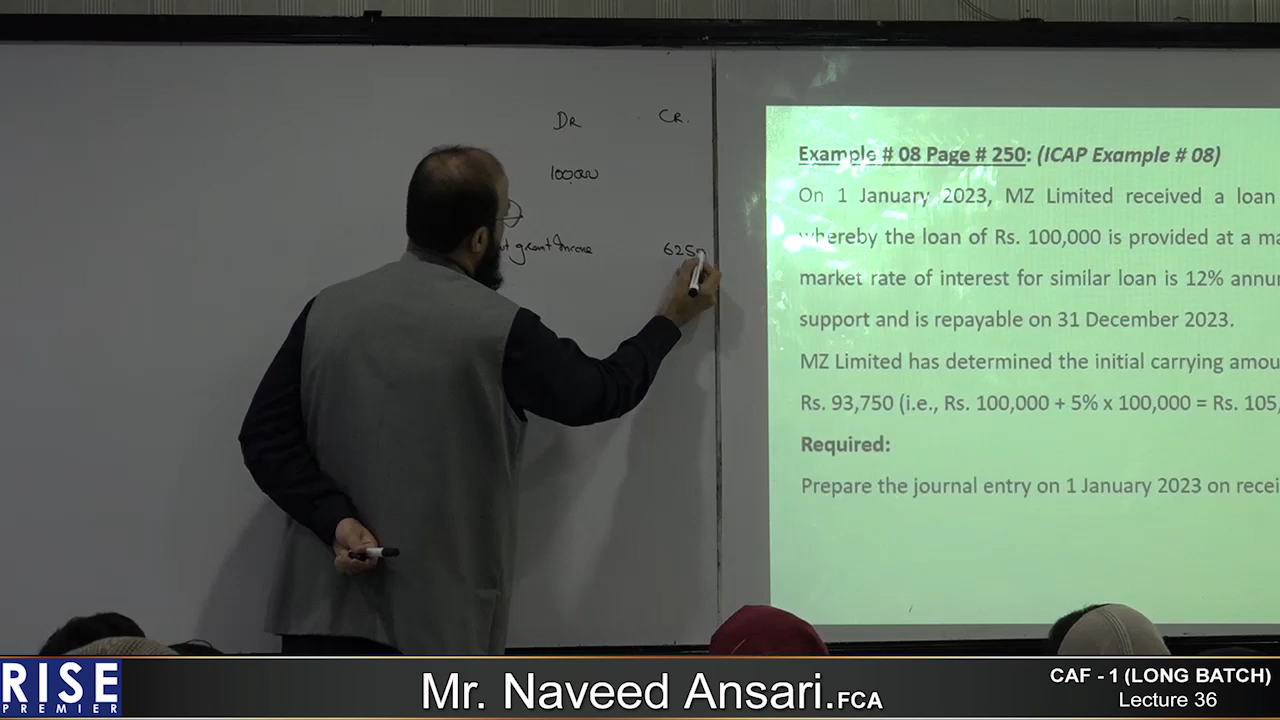 DR CR.
100,000
grant Income 6250
Example # 08 Page # 250: (ICAP Example # 08)
On 1 January 2023, MZ Limited received a loan
whereby the loan of Rs. 100,000 is provided at a ma
market rate of interest for similar loan is 12% annu
support and is repayable on 31 December 2023.
MZ Limited has determined the initial carrying amou
Rs. 93,750 (i.e., Rs. 100,000 + 5% x 100,000 = Rs. 105,
Required:
Prepare the journal entry on 1 January 2023 on recei
RISE
PREMIER
Mr. Naveed Ansari.FCA
CAF - 1 (LONG BATCH)
Lecture 36